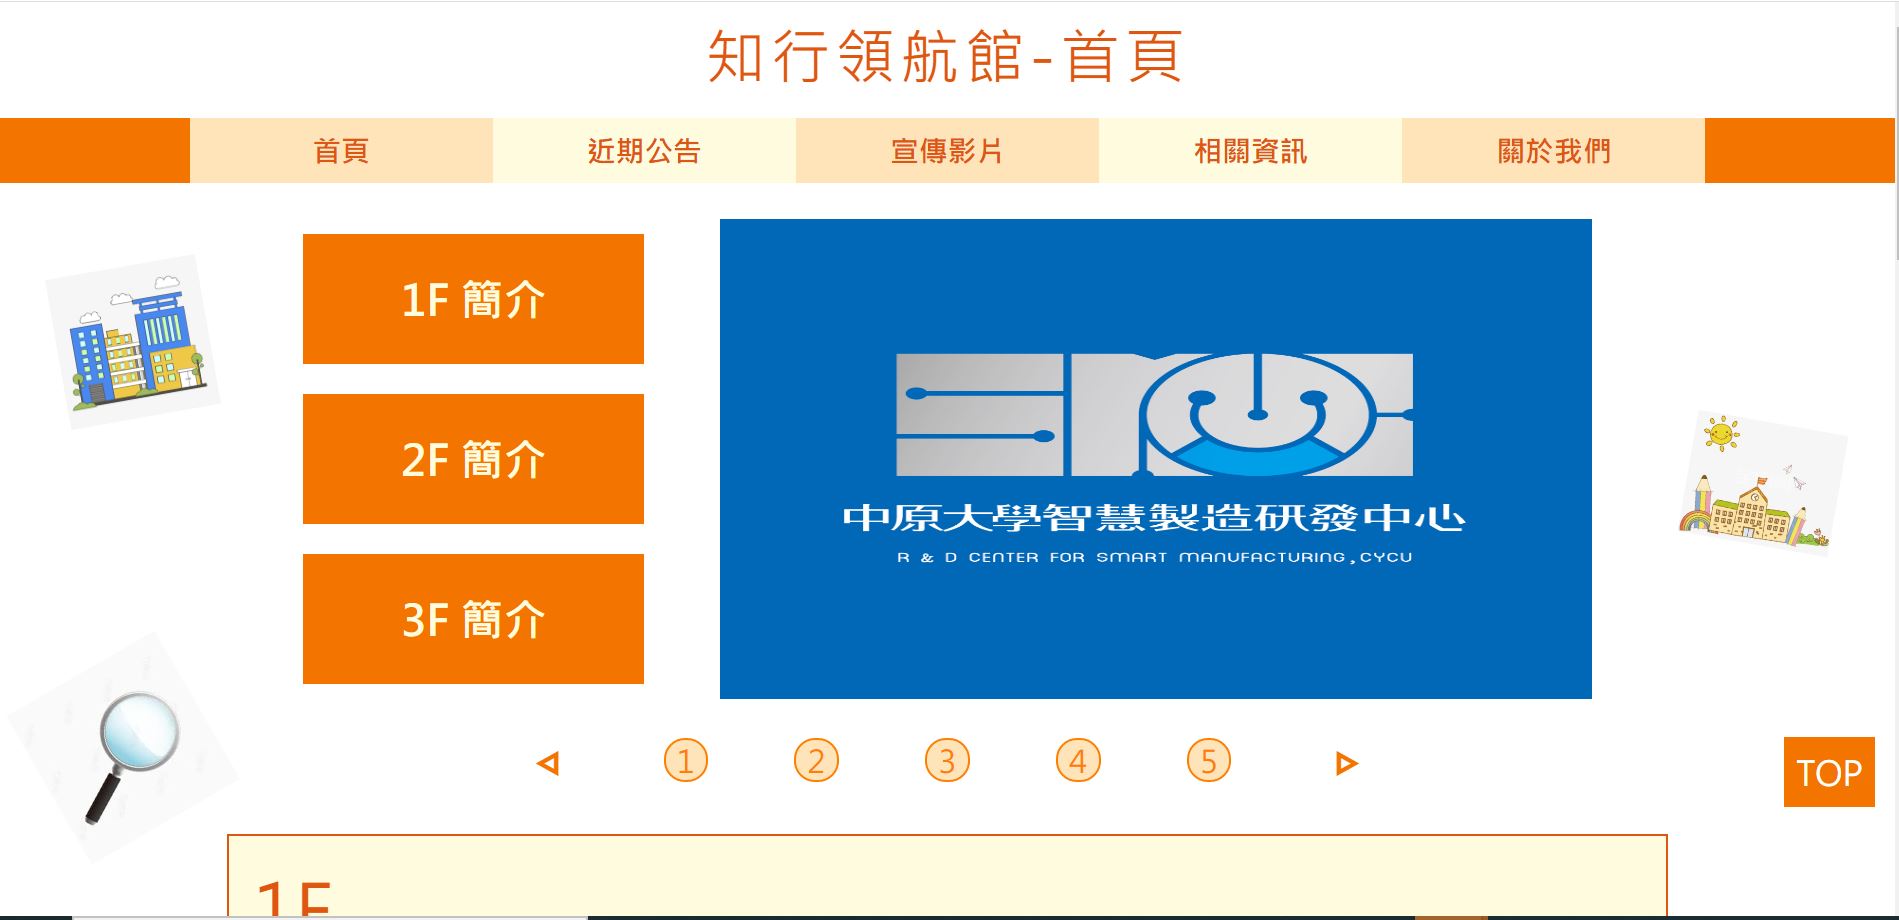 知行領航館-首頁
首頁 近期公告 宣傳影片 相關資訊 關於我們
1F 簡介
2F 簡介
3F 簡介
中原大學智慧製造研發中心
R & D CENTER FOR SMART MANUFACTURING,CYCU
1 2 3 4 5
TOP
1F